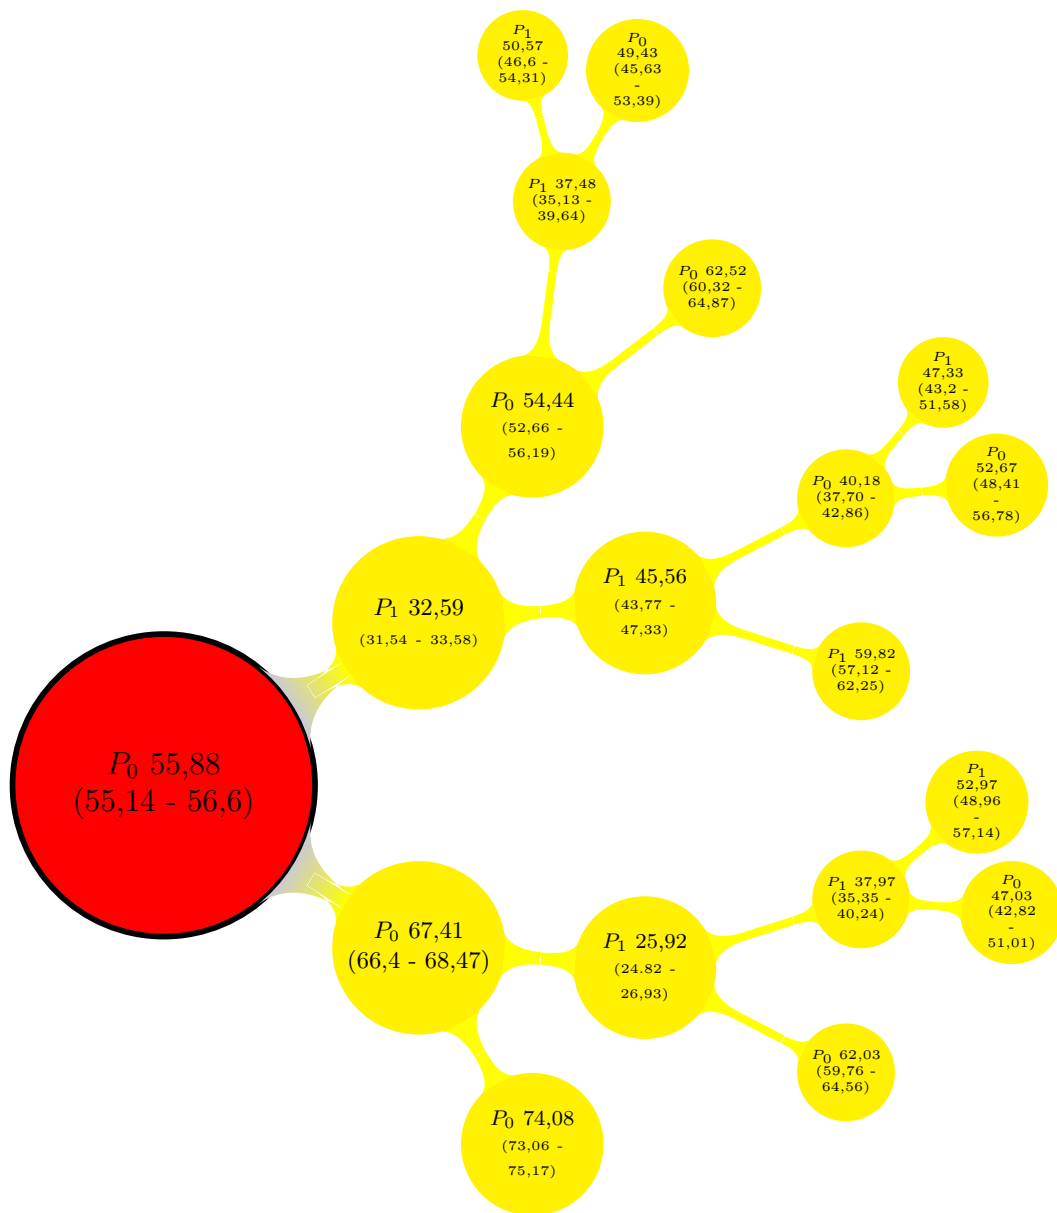 P₁
50,57
(46,6 -
54,31)
P₀
49,43
(45,63
-
53,39)
P₁ 37,48
(35,13 -
39,64)
P₀ 62,52
(60,32 -
64,87)
P₀ 54,44
(52,66 -
56,19)
P₁
47,33
(43,2 -
51,58)
P₀
52,67
(48,41
-
56,78)
P₀ 40,18
(37,70 -
42,86)
P₁ 45,56
(43,77 -
47,33)
P₁ 32,59
(31,54 - 33,58)
P₁ 59,82
(57,12 -
62,25)
P₀ 55,88
(55,14 - 56,6)
P₁
52,97
(48,96
-
57,14)
P₁ 37,97
(35,35 -
40,24)
P₀
47,03
(42,82
-
51,01)
P₀ 67,41
(66,4 - 68,47)
P₁ 25,92
(24.82 -
26,93)
P₀ 62,03
(59,76 -
64,56)
P₀ 74,08
(73,06 -
75,17)